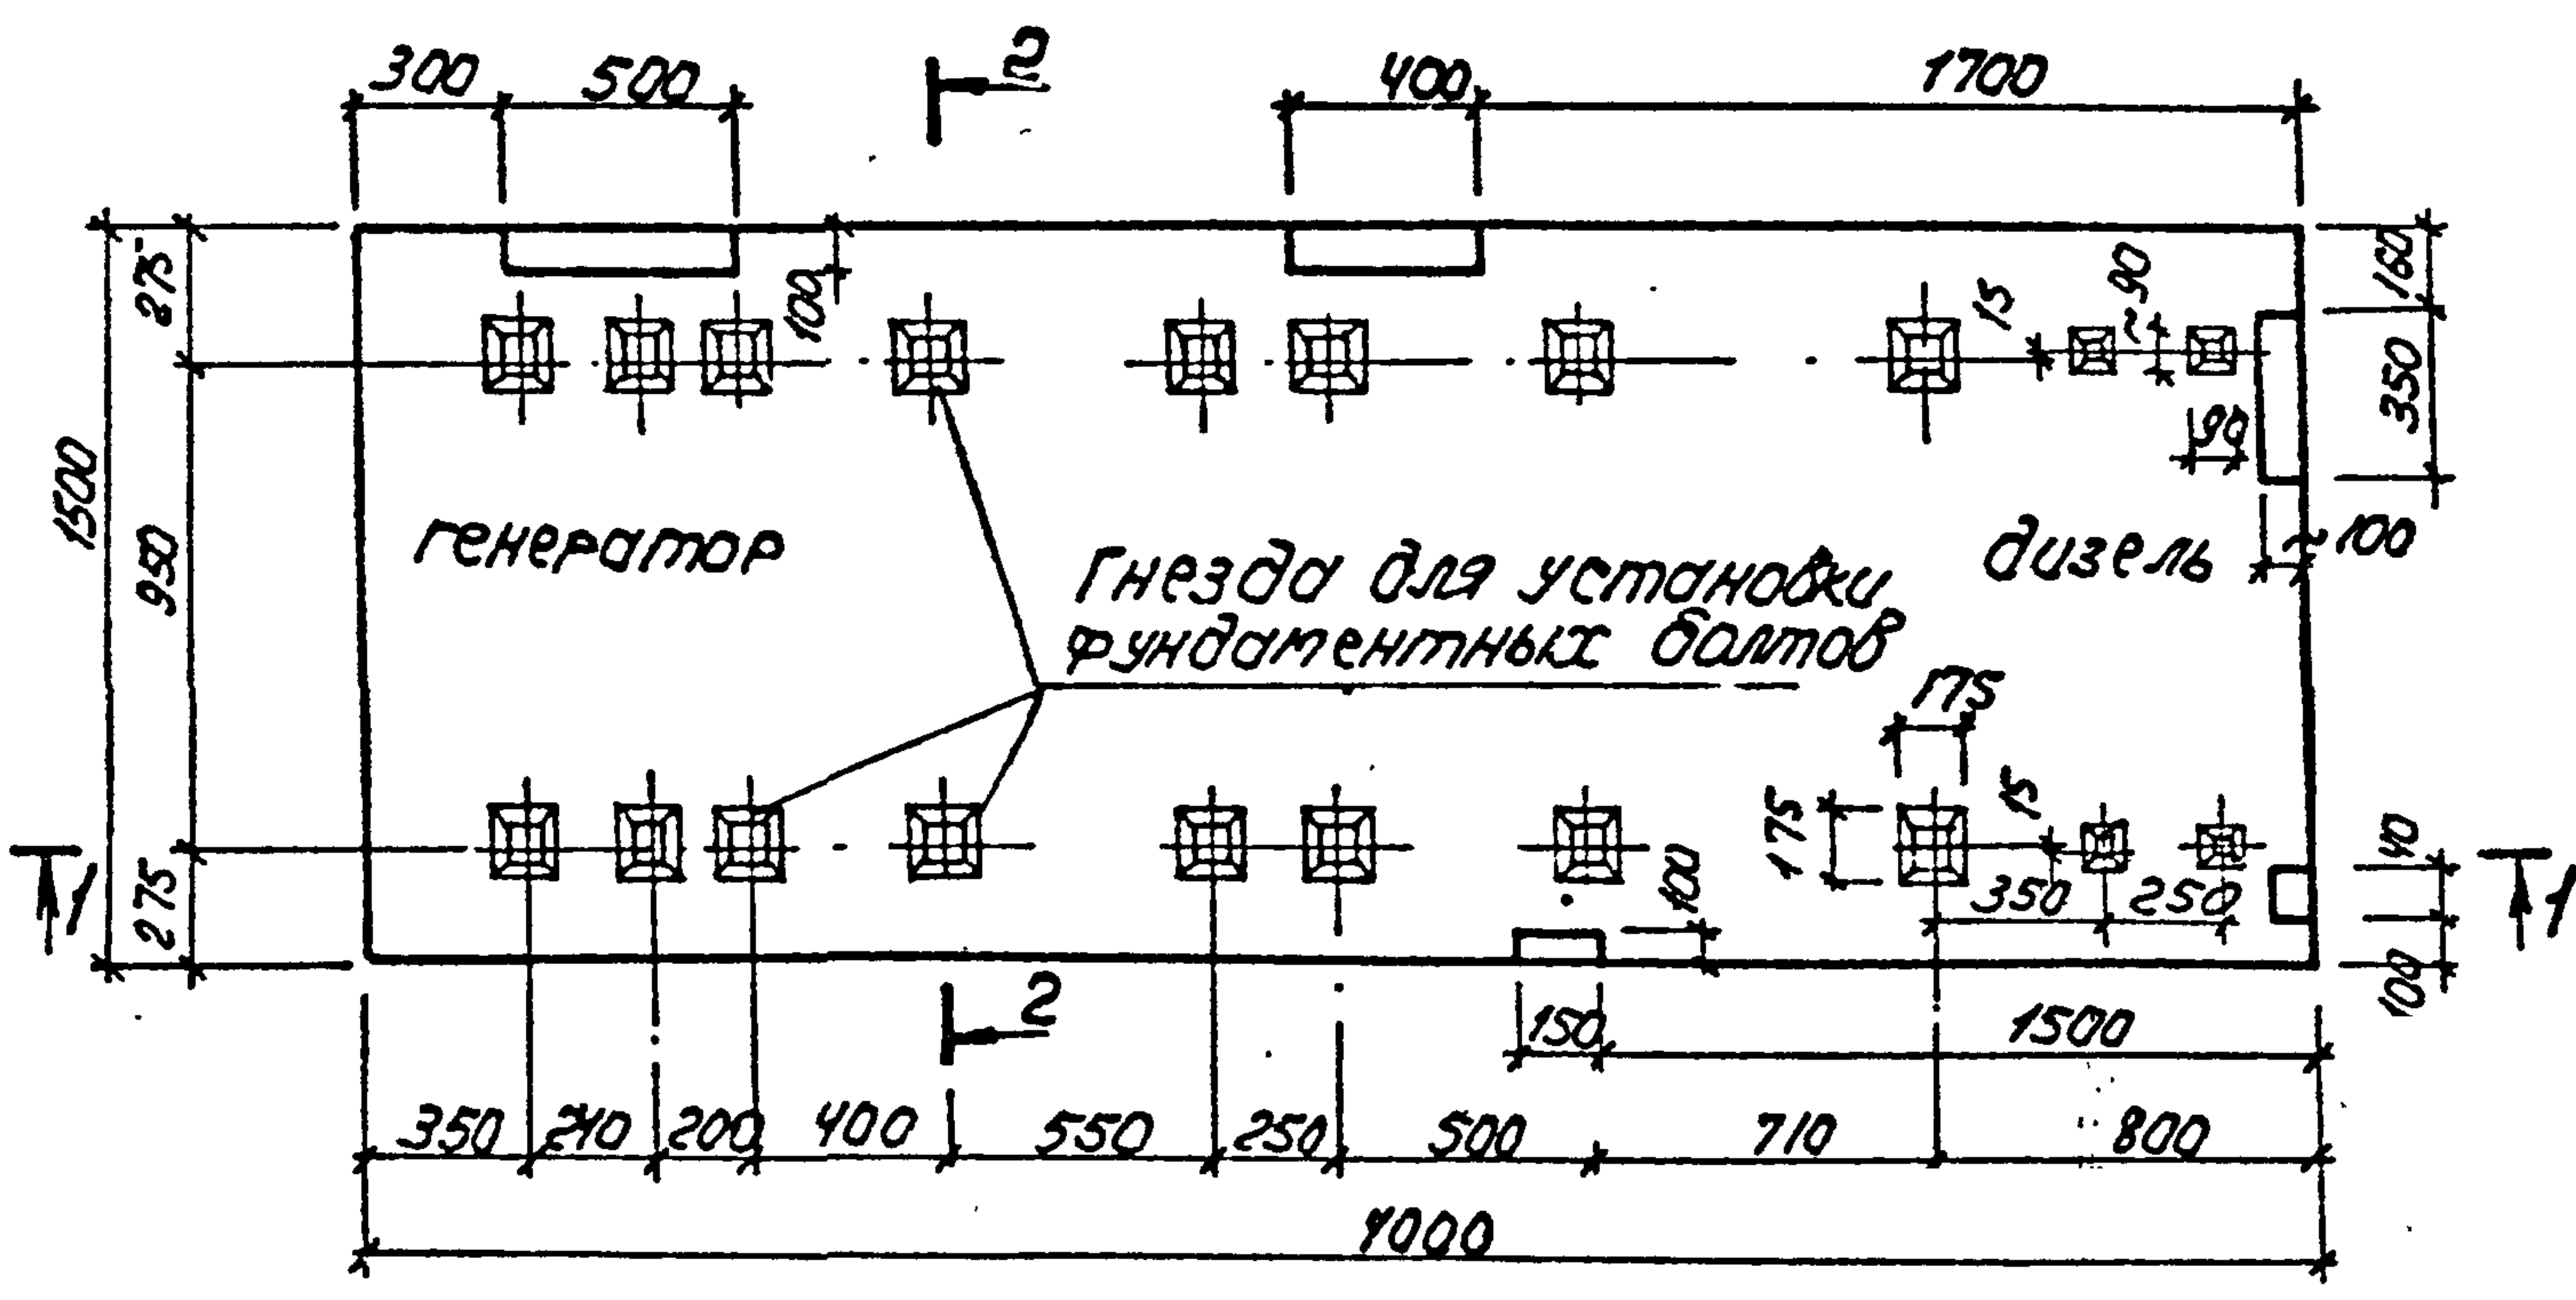 300 500 2 400 1700
275 100 15 ~90 160
350
90
1500 950 генератор дизель ~100
Гнезда для установки
фундаментных болтов
175
175 15
275 100 350 250 40
1 1
2 100
150 1500
350 240 200 400 550 250 500 710 800
4000